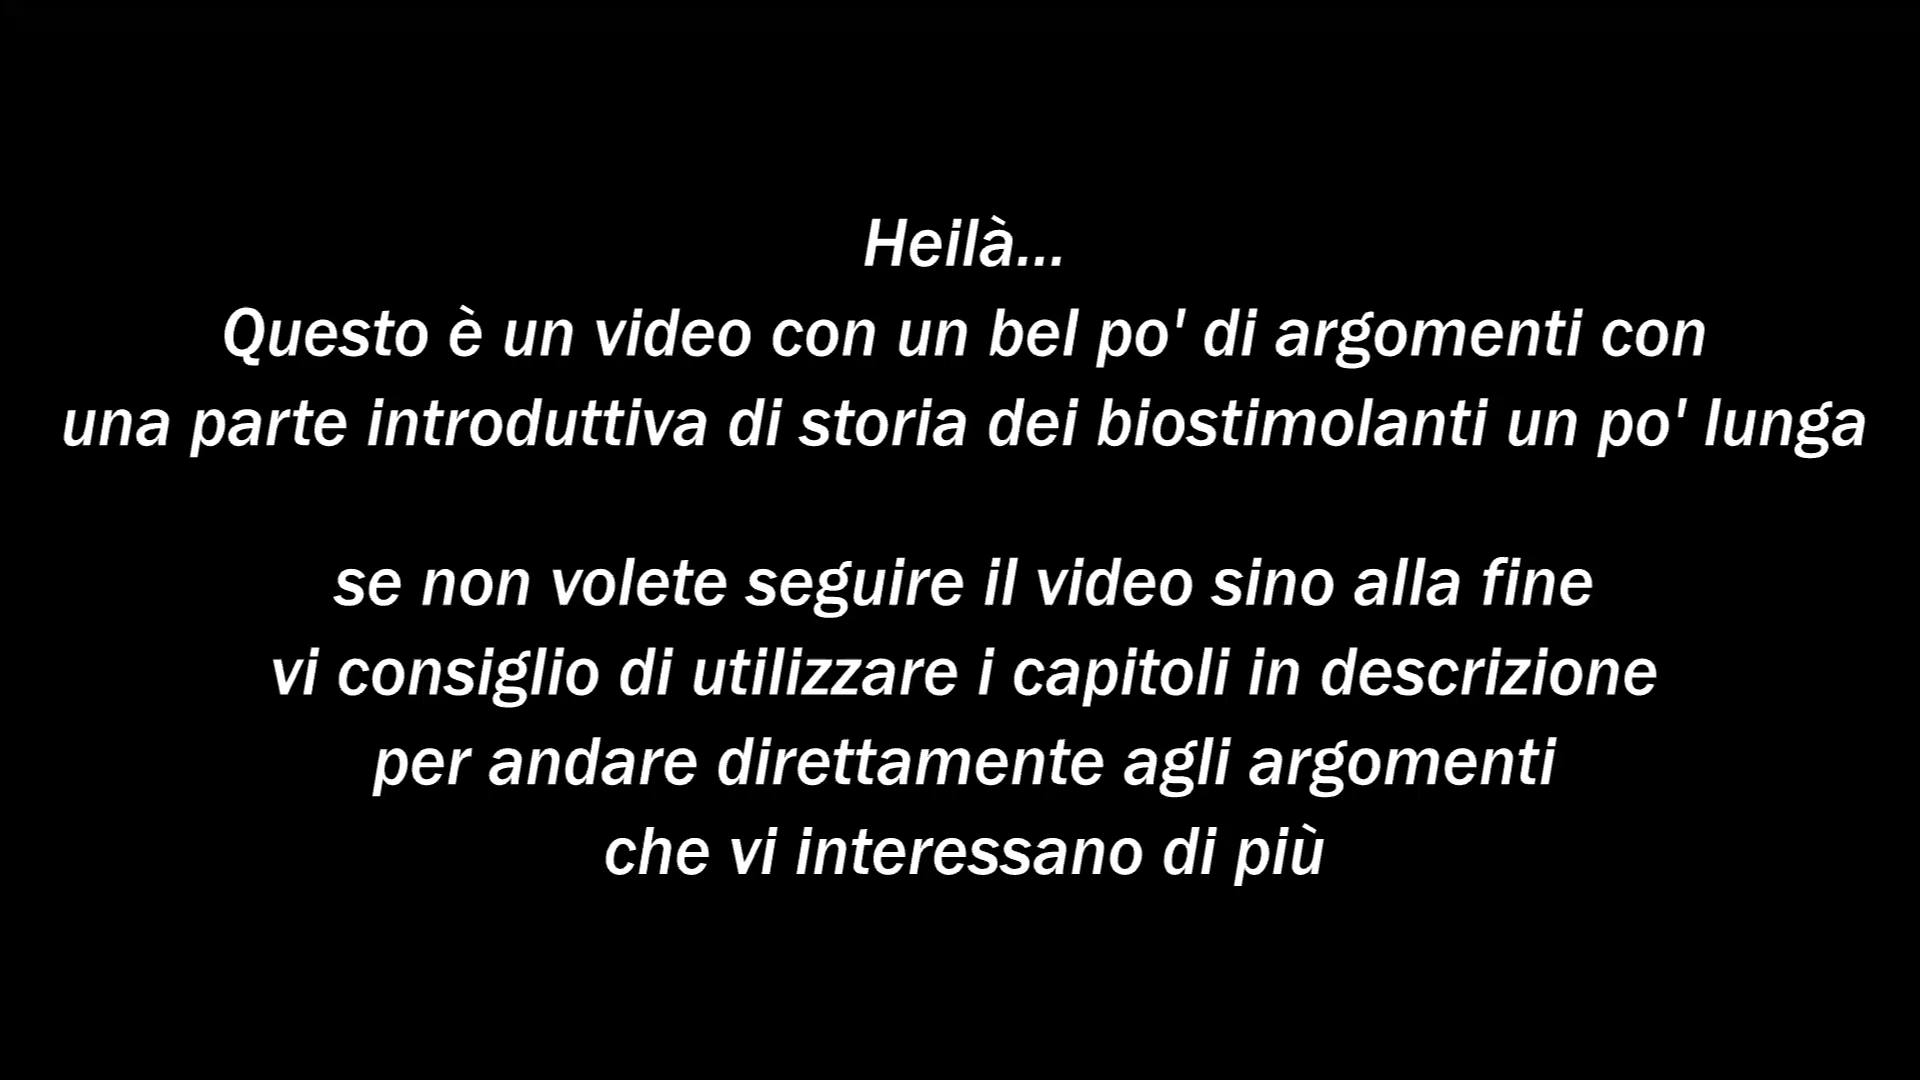 Heilà...
Questo è un video con un bel po' di argomenti con
una parte introduttiva di storia dei biostimolanti un po' lunga
se non volete seguire il video sino alla fine
vi consiglio di utilizzare i capitoli in descrizione
per andare direttamente agli argomenti
che vi interessano di più